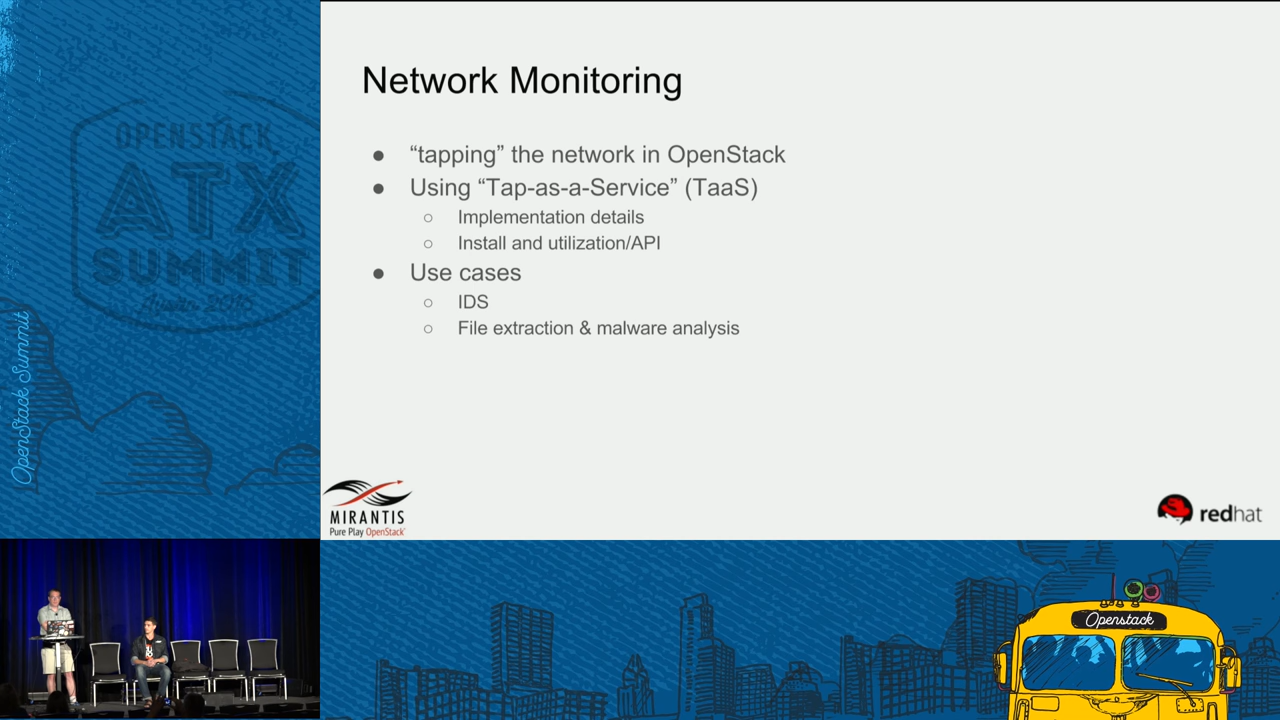 OPENSTACK
ATX
SUMMIT
Austin 2016
OpenStack Summit
Network Monitoring
● “tapping” the network in OpenStack
● Using “Tap-as-a-Service” (TaaS)
○ Implementation details
○ Install and utilization/API
● Use cases
○ IDS
○ File extraction & malware analysis
MIRANTIS
Pure Play OpenStack
redhat
Openstack